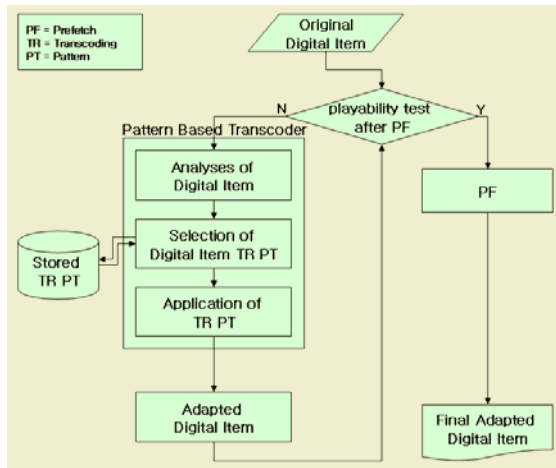 PF = Prefetch
TR = Transcoding
PT = Pattern
Original
Digital Item
N
playability test
after PF
Y
Pattern Based Transcoder
Analyses of
Digital Item
PF
Selection of
Digital Item TR PT
Stored
TR PT
Application of
TR PT
Adapted
Digital Item
Final Adapted
Digital Item